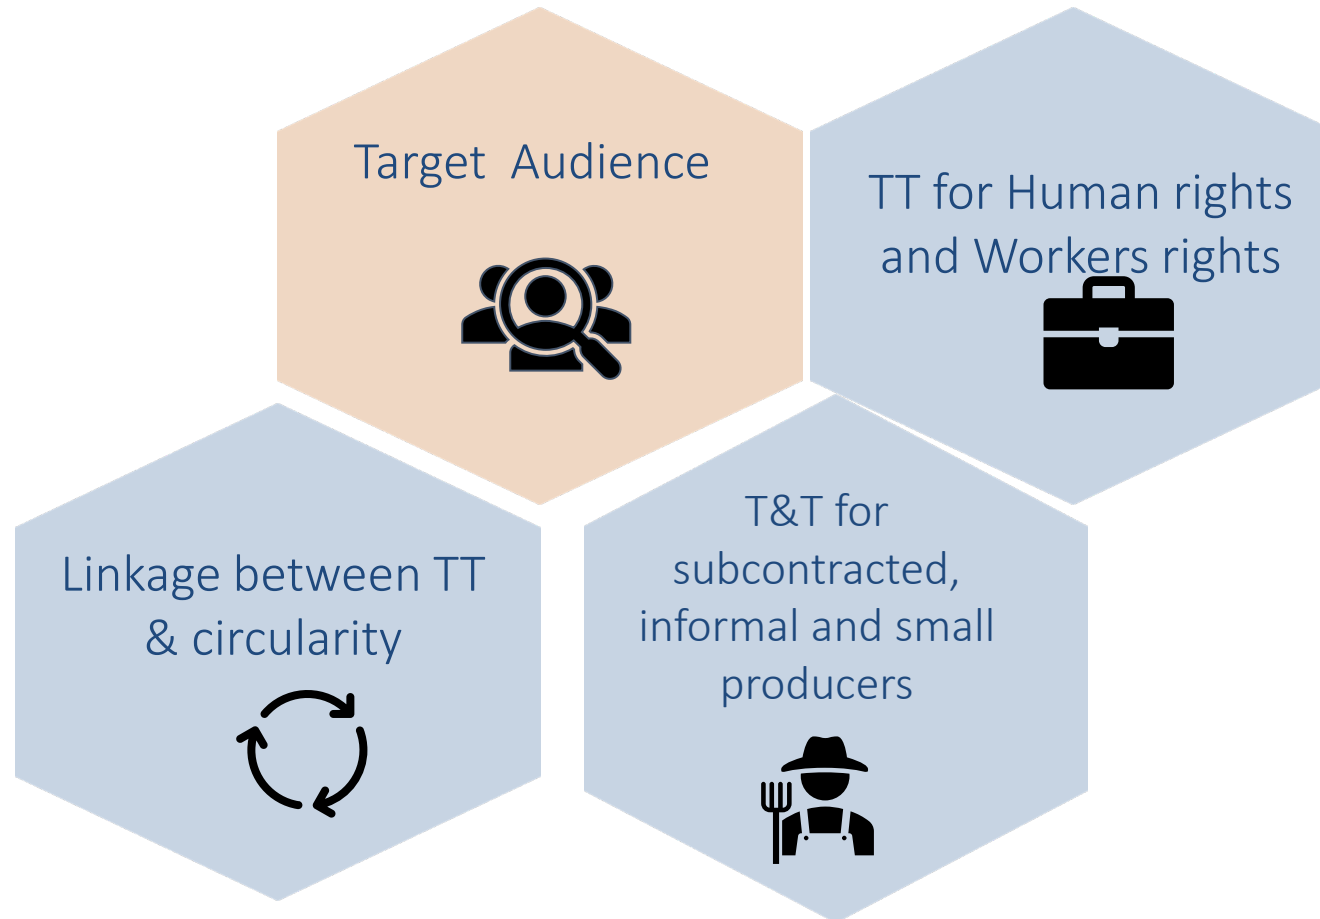 Target  Audience
TT for Human rights
and Workers rights
Linkage between TT
& circularity
T&T for
subcontracted,
informal and small
producers